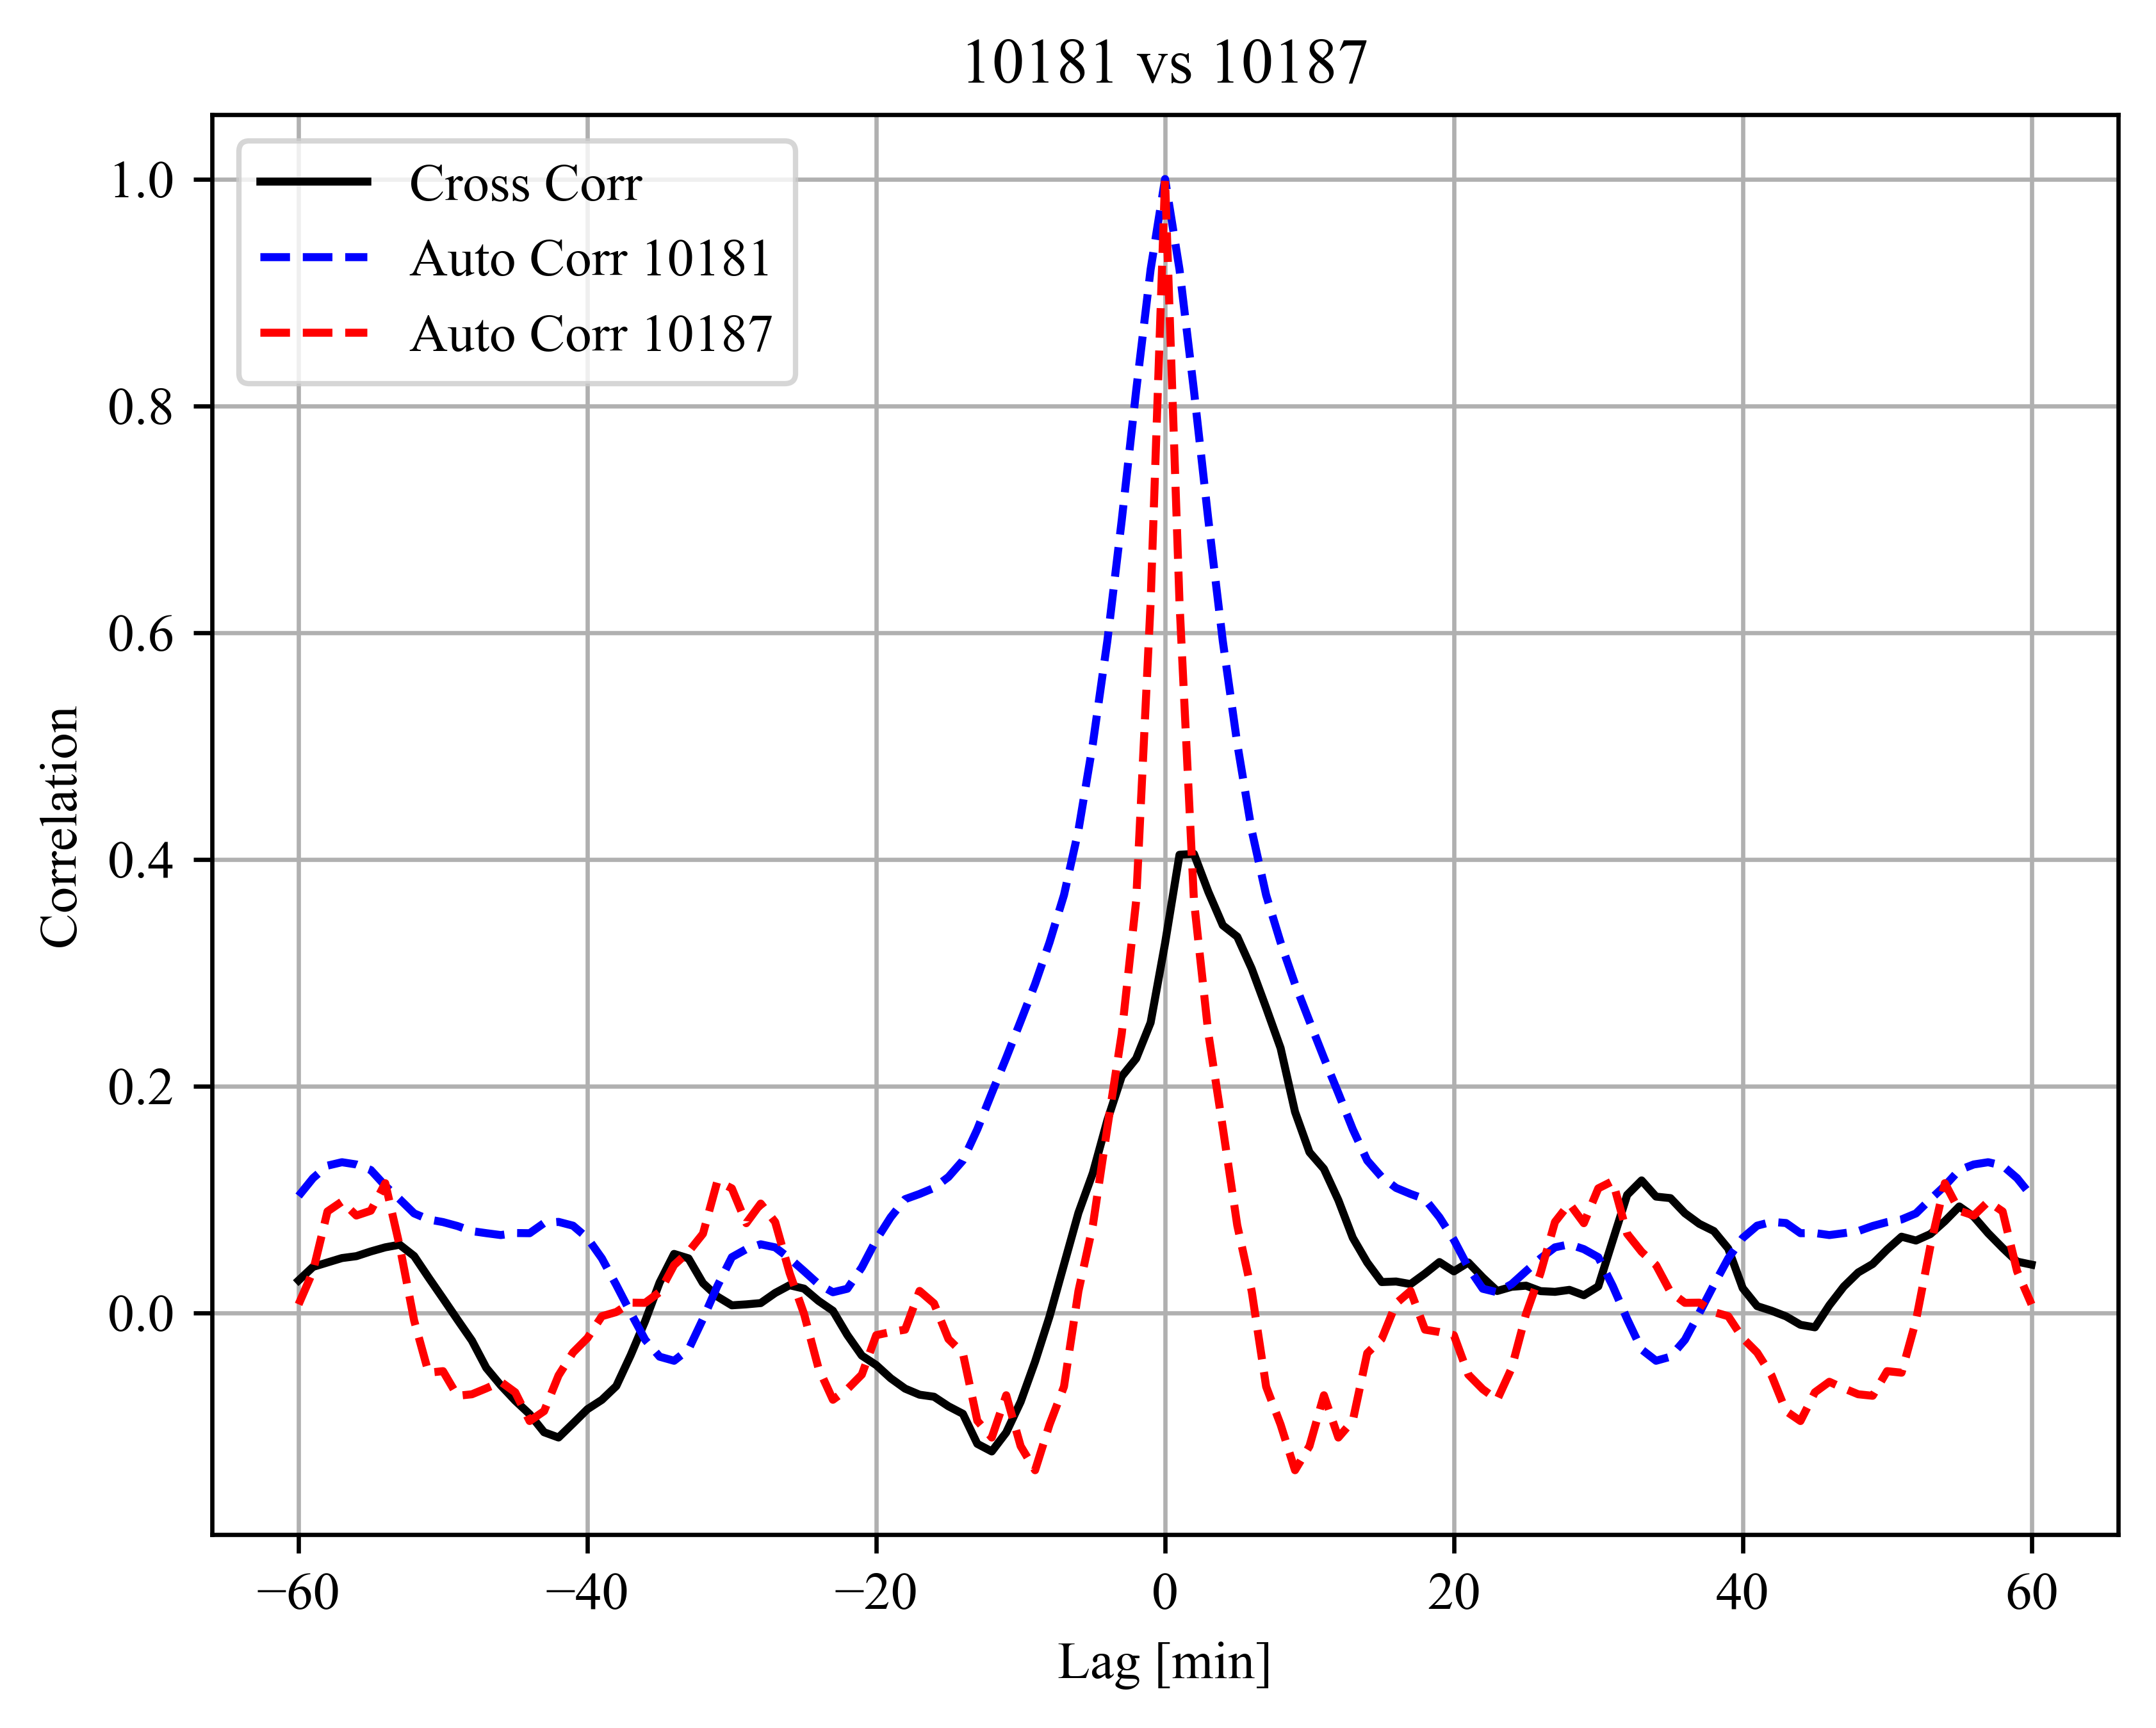 10181 vs 10187
Cross Corr
Auto Corr 10181
Auto Corr 10187
1.0
0.8
0.6
0.4
0.2
0.0
Correlation
−60 −40 −20 0 20 40 60
Lag [min]